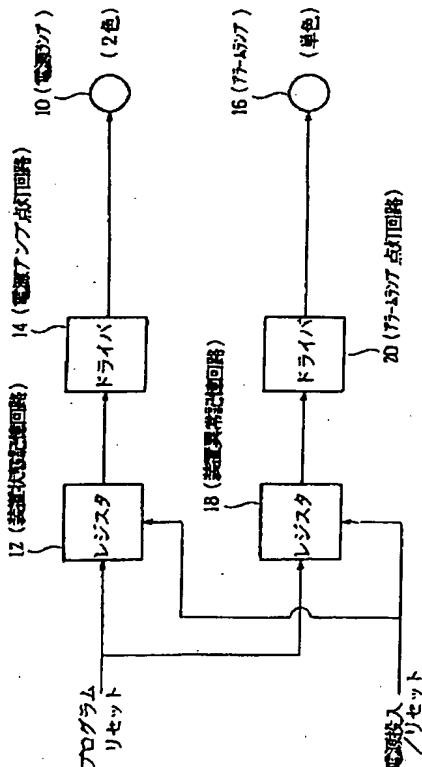 10 (電源ランプ)
(2色)
14 (電源アンプ点灯回路)
ドライバ
12 (装置状態記憶回路)
レジスタ
プログラム
リセット
16 (アラームランプ)
(単色)
20 (アラームランプ点灯回路)
ドライバ
18 (装置異常記憶回路)
レジスタ
電源投入
/リセット